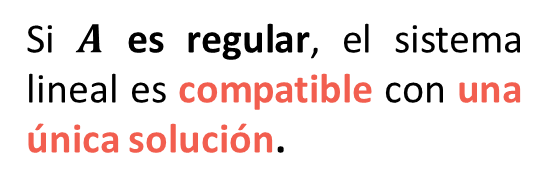 Si A es regular, el sistema
lineal es compatible con una
única solución.